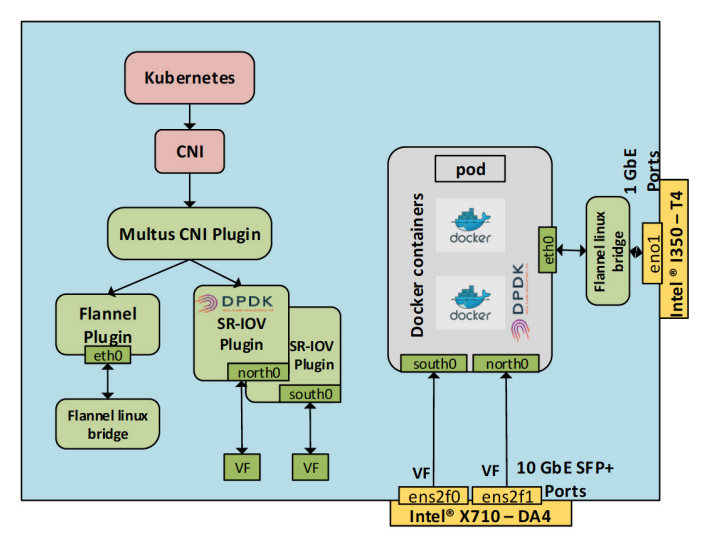 Kubernetes
CNI
Multus CNI Plugin
Flannel
Plugin
eth0
Flannel linux
bridge
DPDK
SR-IOV
Plugin
north0
SR-IOV
Plugin
south0
VF
VF
pod
Docker containers
docker
docker
DPDK
eth0
south0
north0
Flannel linux
bridge
1 GbE
Ports
eno1
Intel ® I350 – T4
VF
VF
10 GbE SFP+
Ports
ens2f0
ens2f1
Intel® X710 – DA4